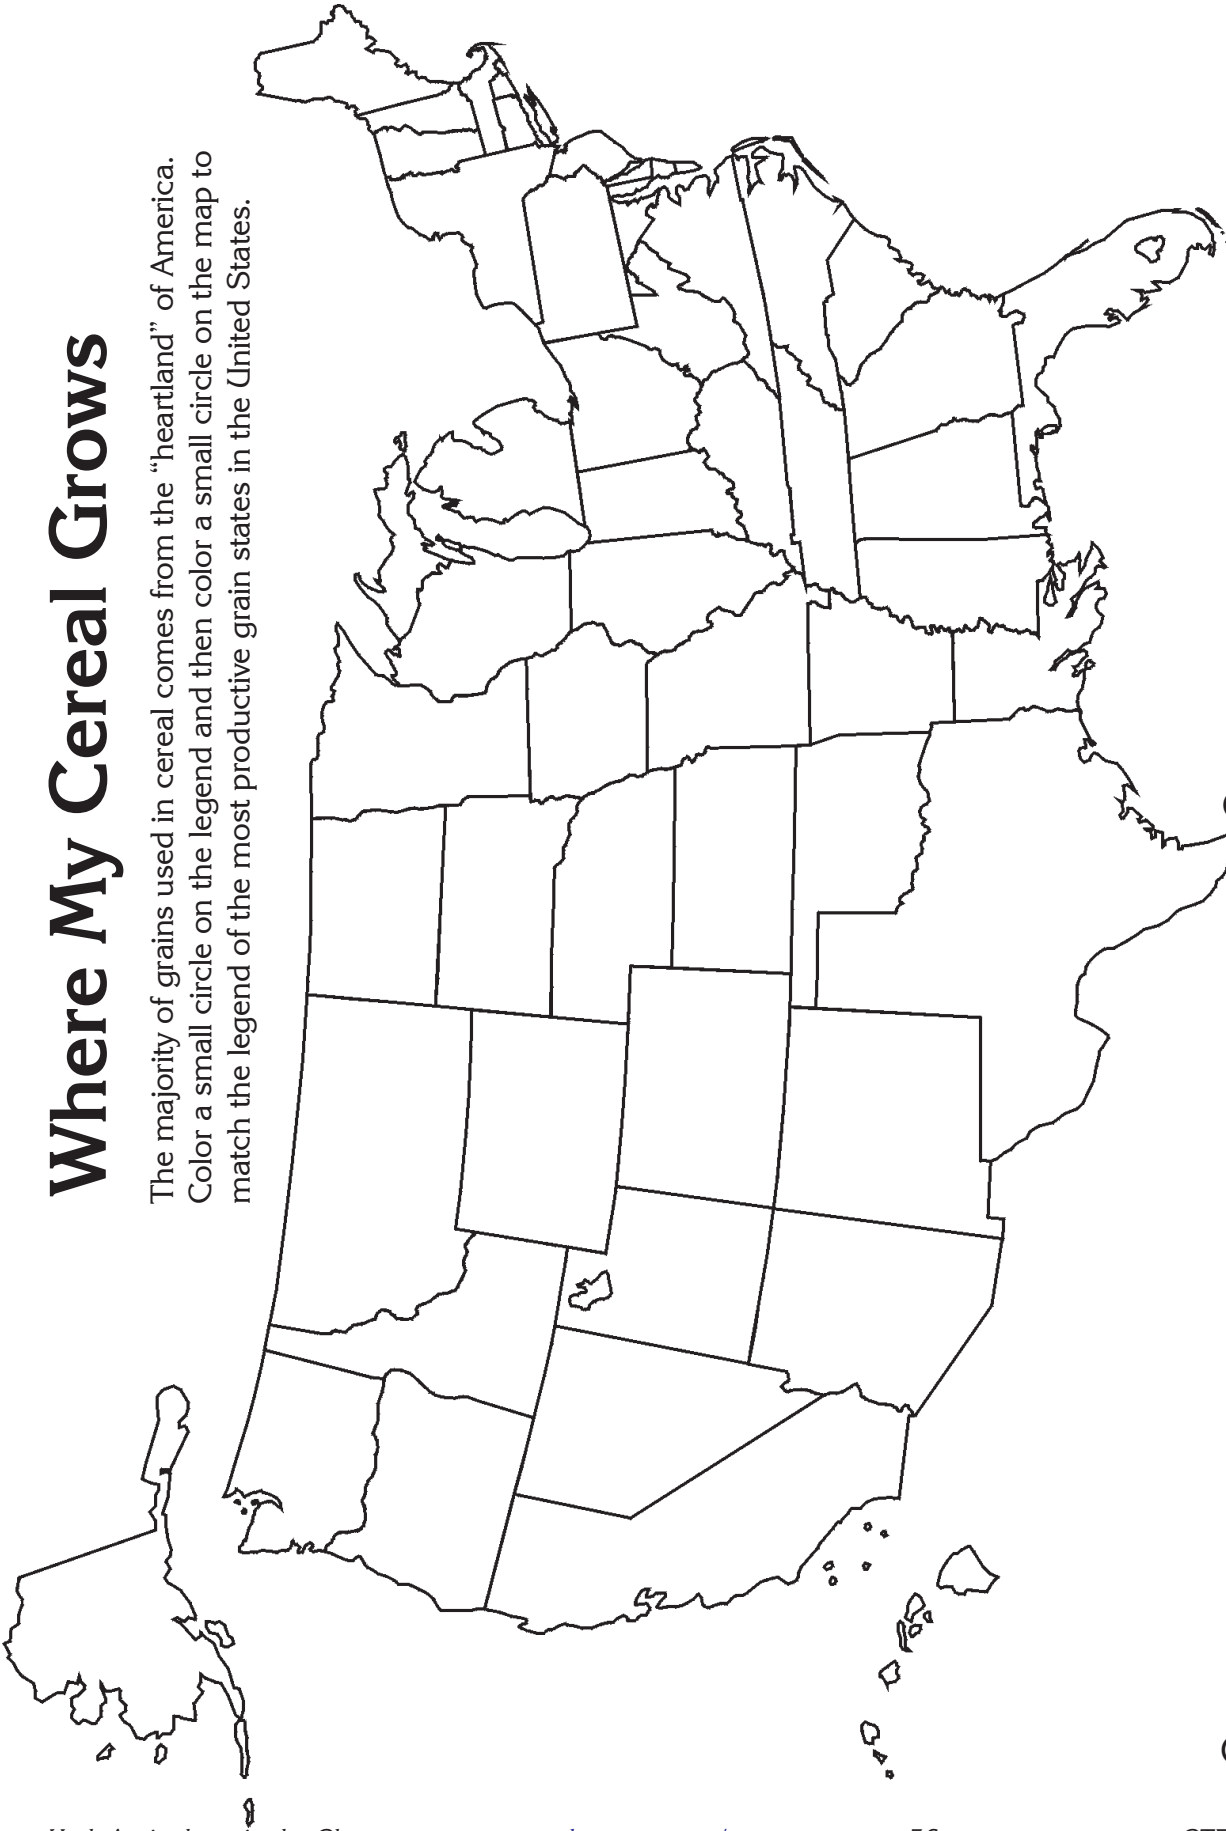 Where My Cereal Grows
The majority of grains used in cereal comes from the “heartland” of America.
Color a small circle on the legend and then color a small circle on the map to
match the legend of the most productive grain states in the United States.